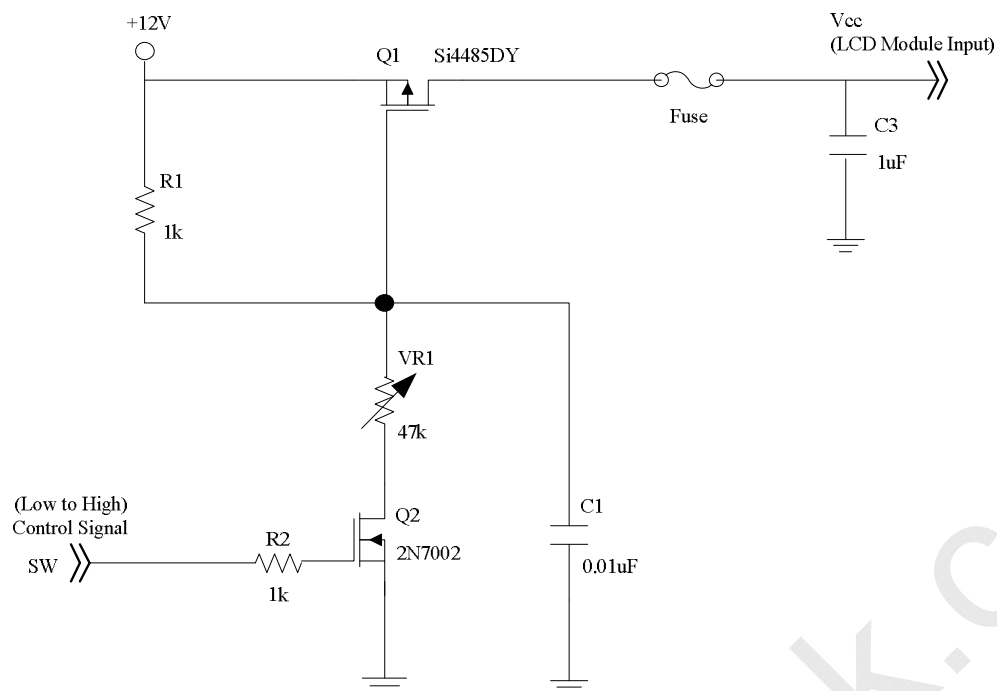 +12V
Q1
Si4485DY
Vcc
(LCD Module Input)
Fuse
C3
1uF
R1
1k
VR1
47k
(Low to High)
Control Signal
SW
R2
1k
Q2
2N7002
C1
0.01uF